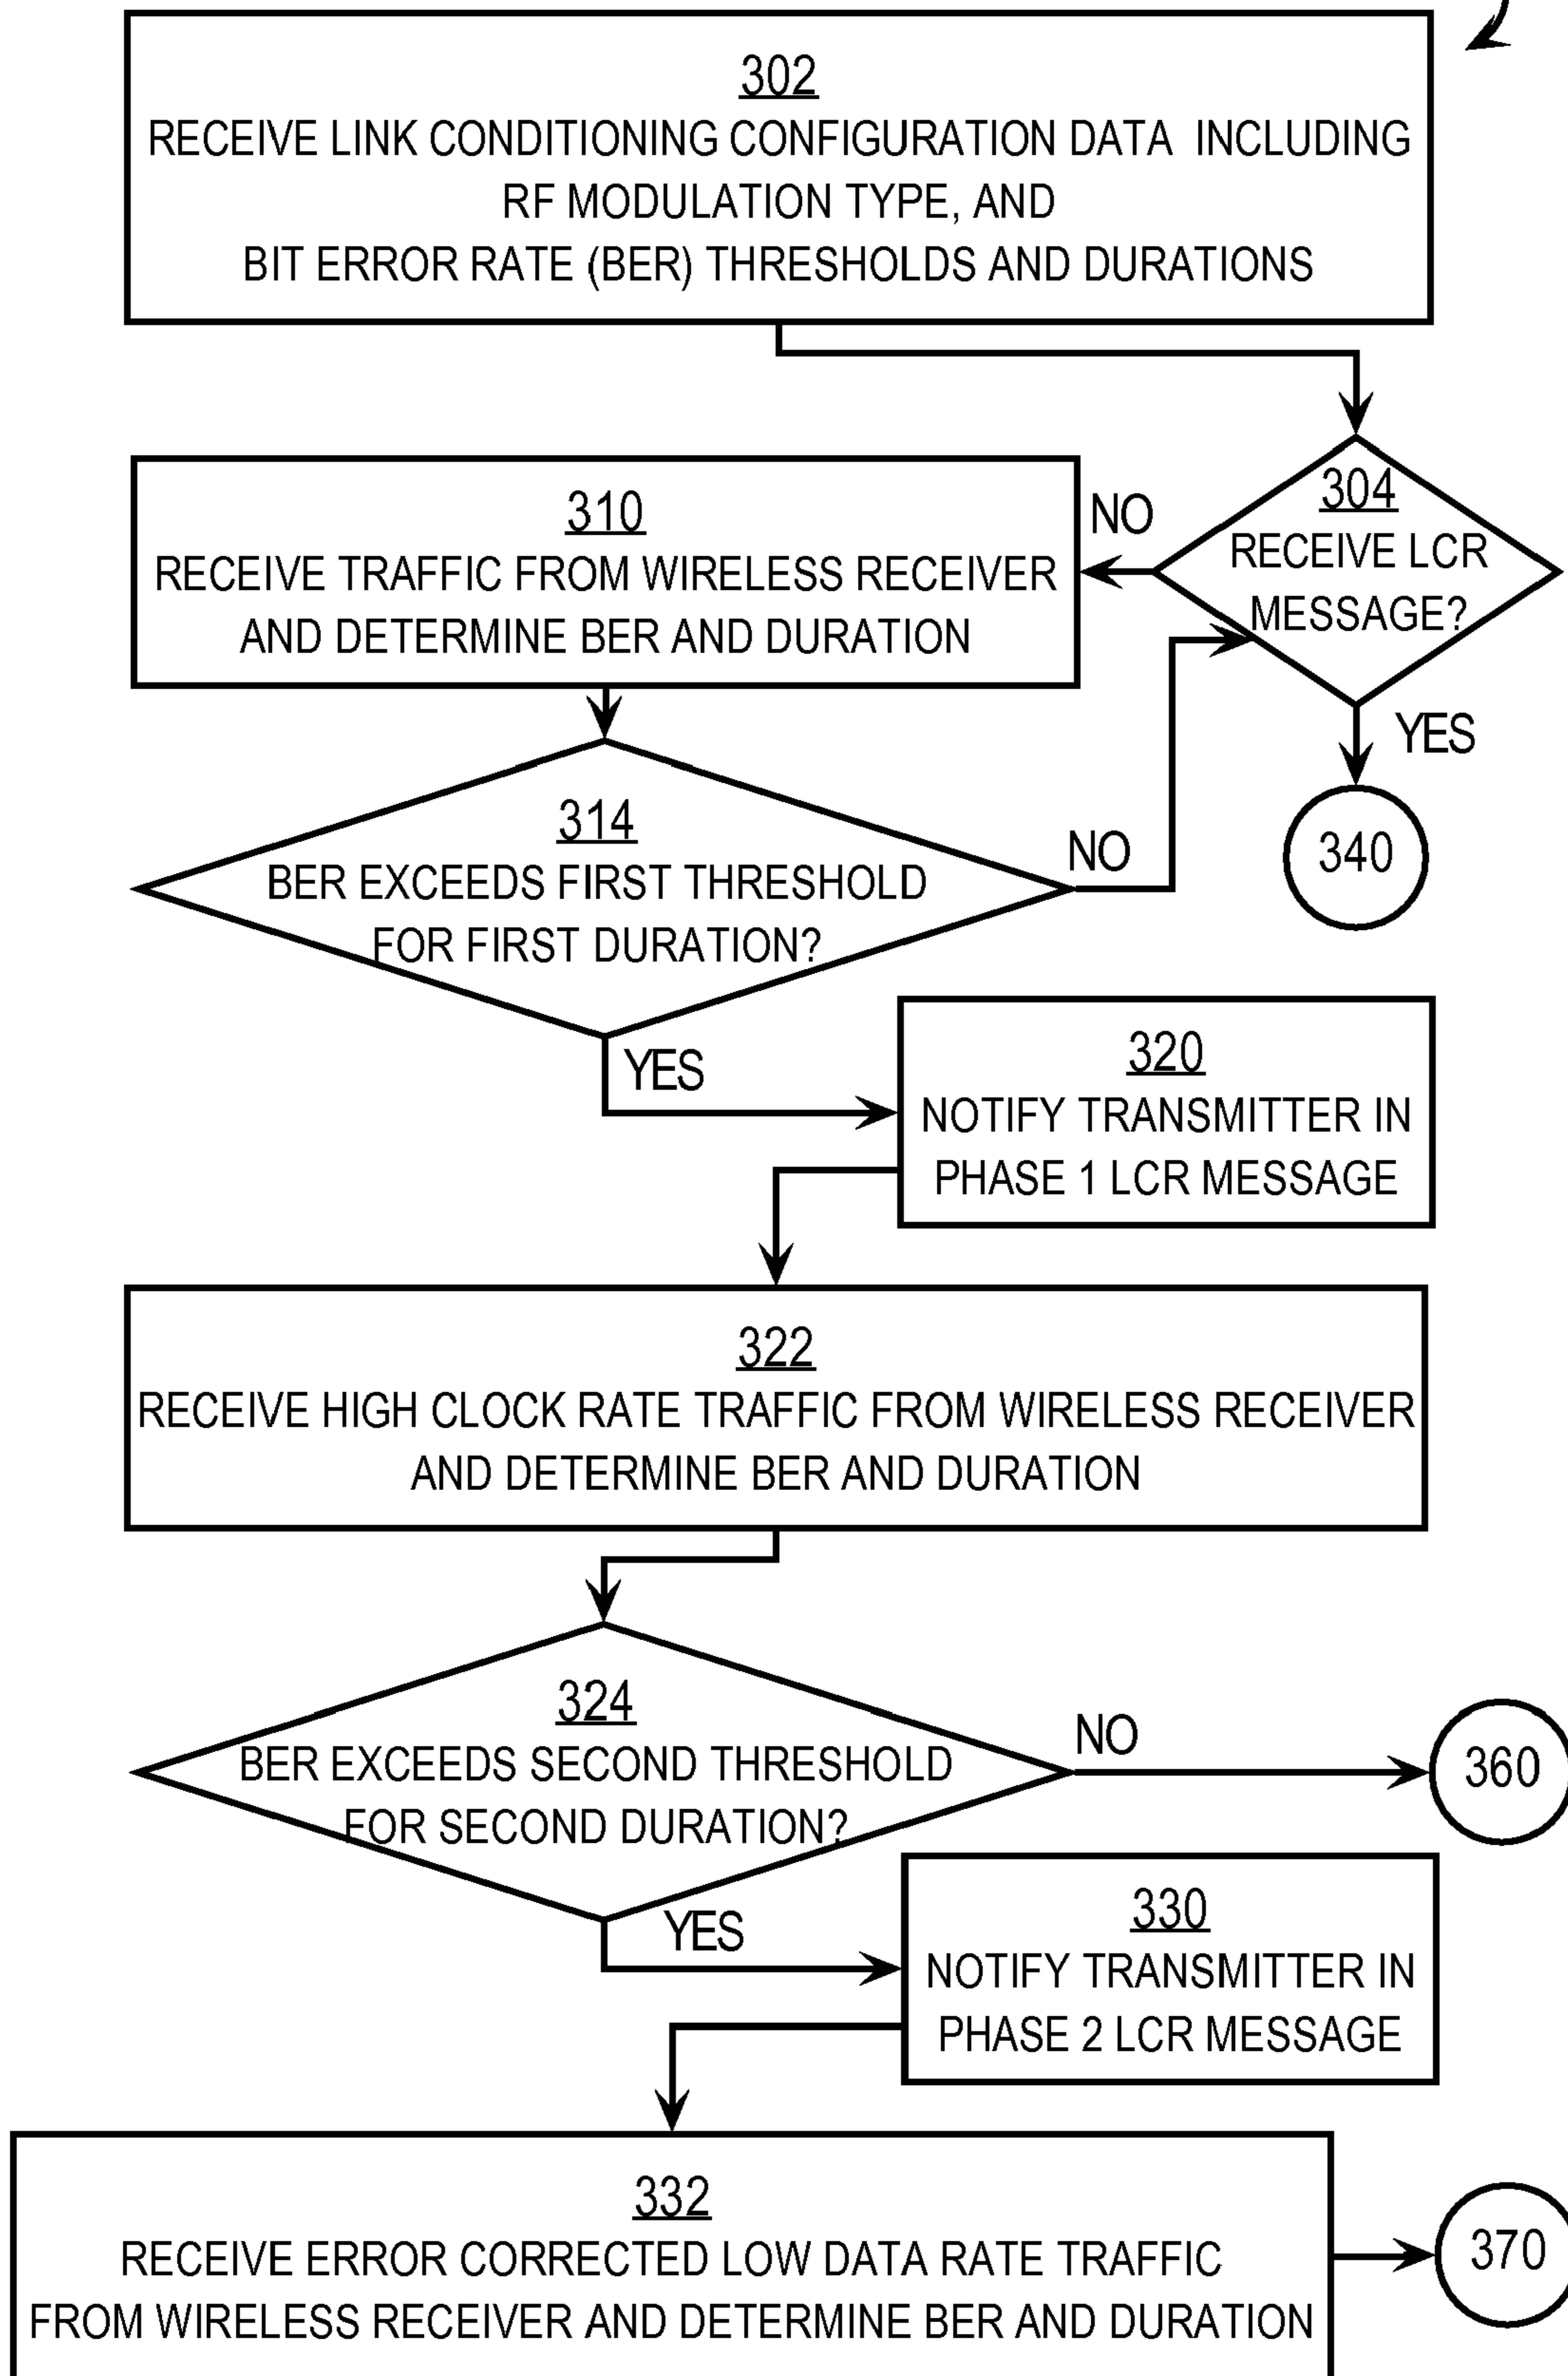 302
RECEIVE LINK CONDITIONING CONFIGURATION DATA INCLUDING
RF MODULATION TYPE, AND
BIT ERROR RATE (BER) THRESHOLDS AND DURATIONS
304
RECEIVE LCR
MESSAGE?
NO
YES
340
310
RECEIVE TRAFFIC FROM WIRELESS RECEIVER
AND DETERMINE BER AND DURATION
314
BER EXCEEDS FIRST THRESHOLD
FOR FIRST DURATION?
NO
YES
320
NOTIFY TRANSMITTER IN
PHASE 1 LCR MESSAGE
322
RECEIVE HIGH CLOCK RATE TRAFFIC FROM WIRELESS RECEIVER
AND DETERMINE BER AND DURATION
324
BER EXCEEDS SECOND THRESHOLD
FOR SECOND DURATION?
NO
360
YES
330
NOTIFY TRANSMITTER IN
PHASE 2 LCR MESSAGE
332
RECEIVE ERROR CORRECTED LOW DATA RATE TRAFFIC
FROM WIRELESS RECEIVER AND DETERMINE BER AND DURATION
370